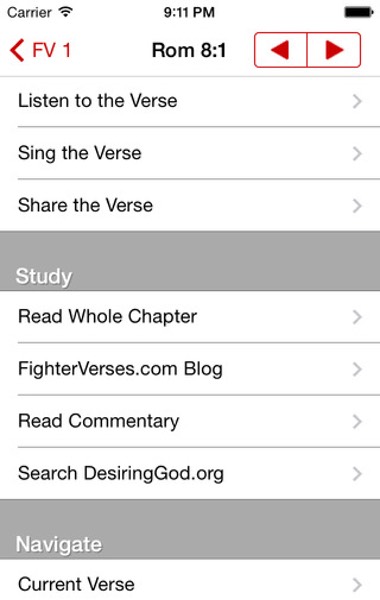 Carrier 9:11 PM
FV 1 Rom 8:1
Listen to the Verse
Sing the Verse
Share the Verse
Study
Read Whole Chapter
FighterVerses.com Blog
Read Commentary
Search DesiringGod.org
Navigate
Current Verse